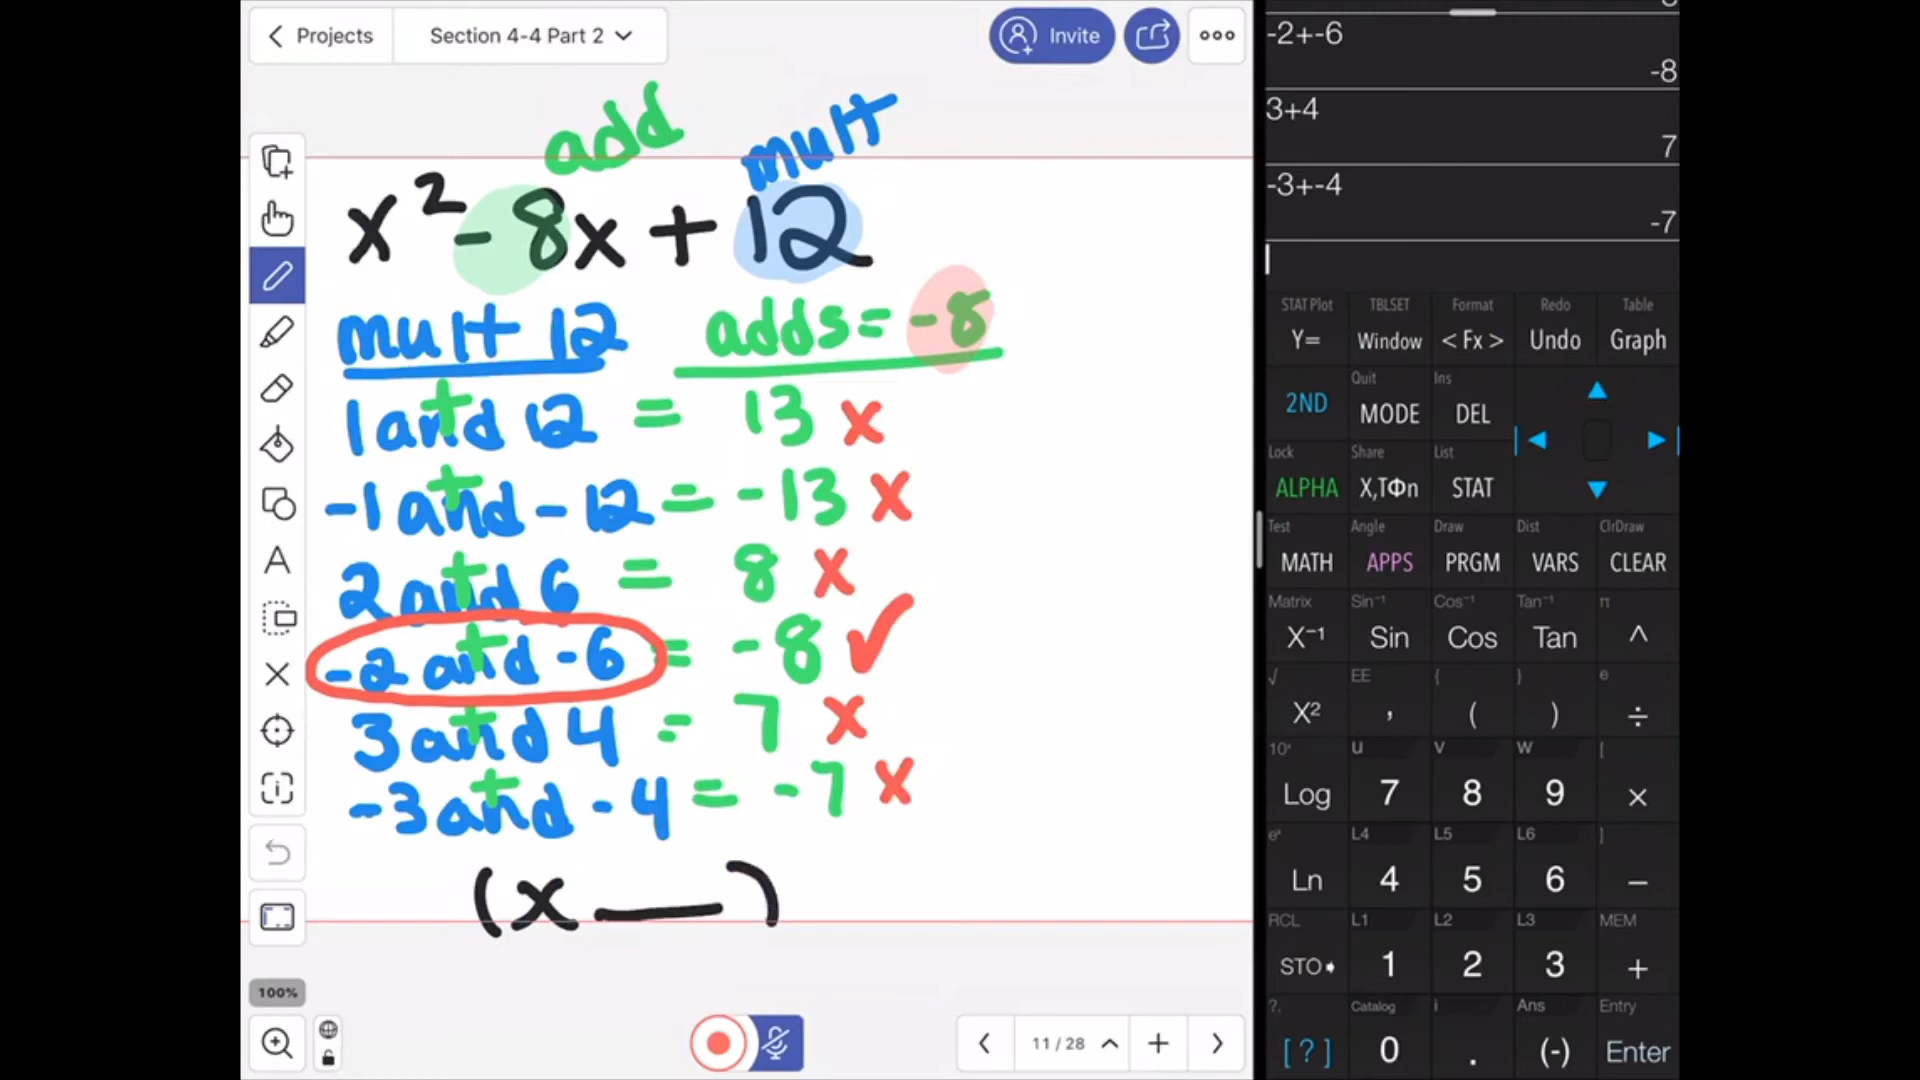 Projects
Section 4-4 Part 2
Invite
add
mult
x² - 8x + 12
mult 12
adds = -8
1 and 12 = 13 x
+
-1 and -12 = -13 x
+
2 and 6 = 8 x
+
-2 and -6 = -8 ✓
+
3 and 4 = 7 x
+
-3 and -4 = -7 x
+
(x __)
100%
11 / 28
-2+-6
-8
3+4
7
-3+-4
-7
STAT Plot TBLSET Format Redo Table
Y= Window < Fx > Undo Graph
Quit Ins
2ND MODE DEL
Lock Share List
ALPHA X,TΦn STAT
Test Angle Draw Dist ClrDraw
MATH APPS PRGM VARS CLEAR
Matrix Sin⁻¹ Cos⁻¹ Tan⁻¹ π
X⁻¹ Sin Cos Tan ^
√ EE { } e
X² , ( ) ÷
10ˣ u v w [
Log 7 8 9 ×
eˣ L4 L5 L6 ]
Ln 4 5 6 −
RCL L1 L2 L3 MEM
STO➧ 1 2 3 +
?. Catalog i Ans Entry
[ ? ] 0 . (-) Enter